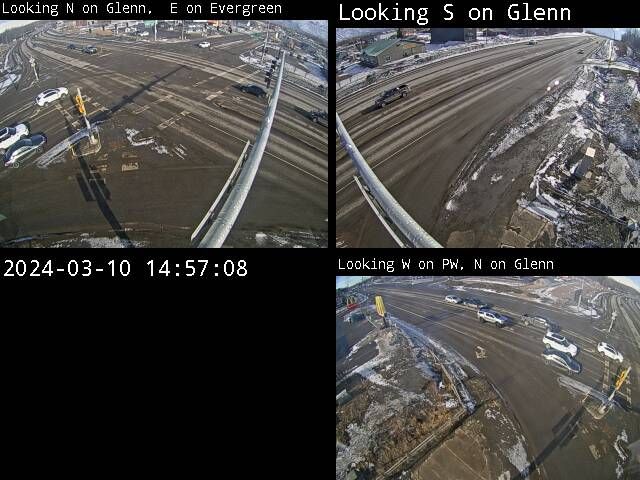 Looking N on Glenn,  E on Evergreen
Looking S on Glenn
2024-03-10 14:57:08
Looking W on PW, N on Glenn